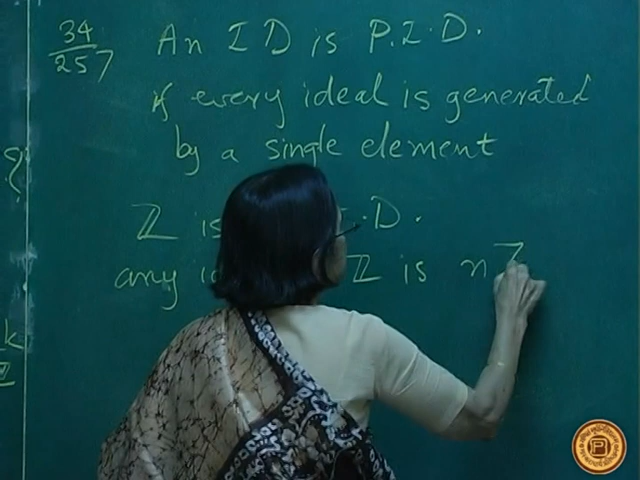 34
257
An I D is P.I.D.
if every ideal is generated
by a single element
ℤ is .D.
any ℤ is nℤ
?
k